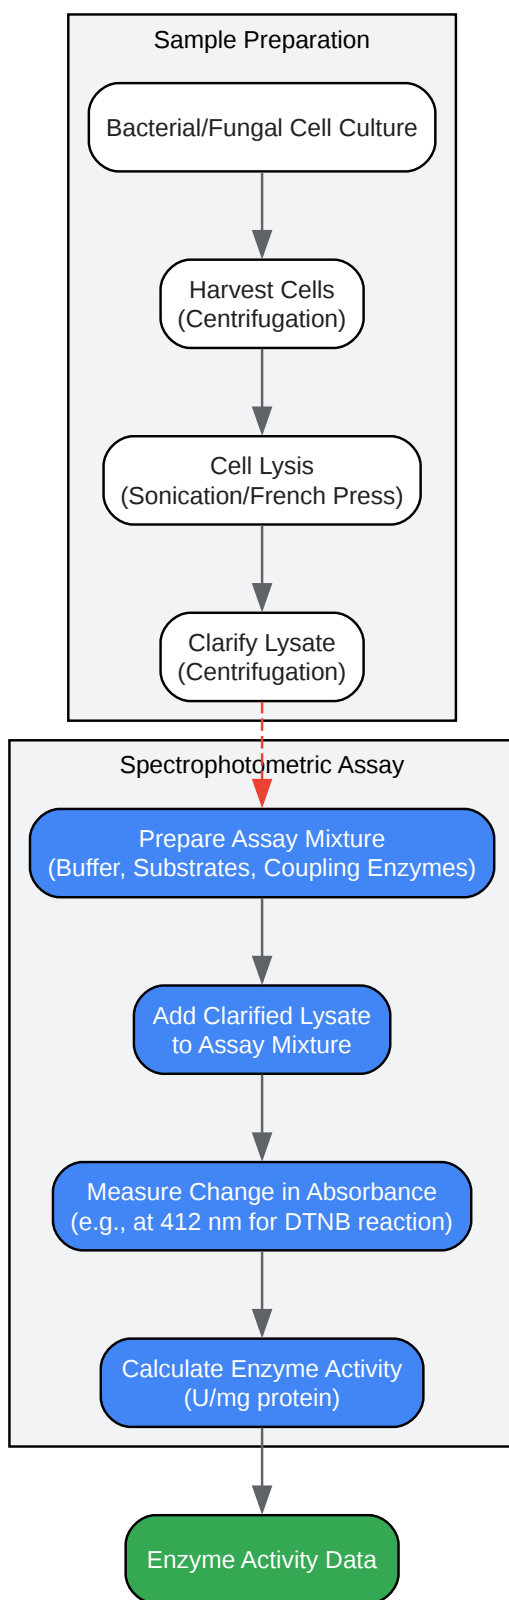 Sample Preparation
Bacterial/Fungal Cell Culture
Harvest Cells
(Centrifugation)
Cell Lysis
(Sonication/French Press)
Clarify Lysate
(Centrifugation)
Spectrophotometric Assay
Prepare Assay Mixture
(Buffer, Substrates, Coupling Enzymes)
Add Clarified Lysate
to Assay Mixture
Measure Change in Absorbance
(e.g., at 412 nm for DTNB reaction)
Calculate Enzyme Activity
(U/mg protein)
Enzyme Activity Data